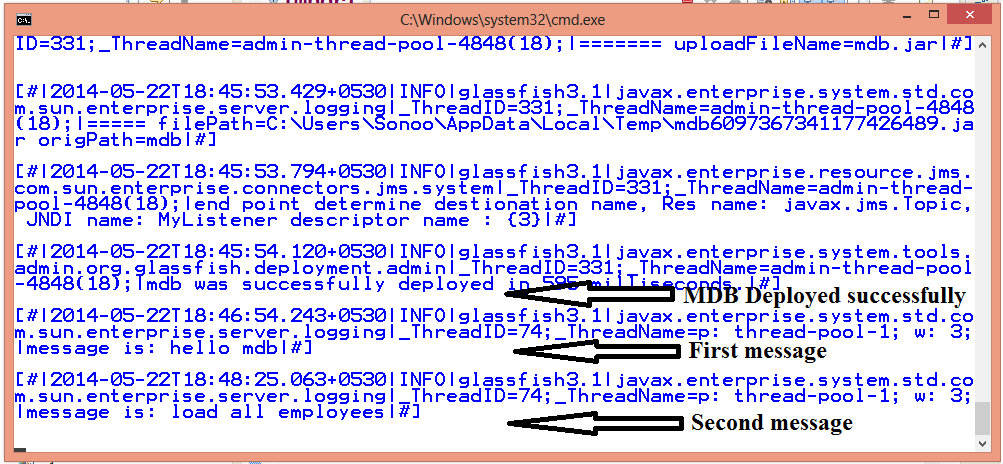 C:\Windows\system32\cmd.exe
ID=331;_ThreadName=admin-thread-pool-4848(18);|======= uploadFileName=mdb.jar|#]
[#|2014-05-22T18:45:53.429+0530|INFO|glassfish3.1|javax.enterprise.system.std.co
m.sun.enterprise.server.logging|_ThreadID=331;_ThreadName=admin-thread-pool-4848
(18);|===== filePath=C:\Users\Sonoo\AppData\Local\Temp\mdb6097367341177426489.ja
r origPath=mdb|#]
[#|2014-05-22T18:45:53.794+0530|INFO|glassfish3.1|javax.enterprise.resource.jms.
com.sun.enterprise.connectors.jms.system|_ThreadID=331;_ThreadName=admin-thread-
pool-4848(18);|end point determine destionation name, Res name: javax.jms.Topic,
JNDI name: MyListener descriptor name : {3}|#]
[#|2014-05-22T18:45:54.120+0530|INFO|glassfish3.1|javax.enterprise.system.tools.
admin.org.glassfish.deployment.admin|_ThreadID=331;_ThreadName=admin-thread-pool
-4848(18);|mdb was successfully deployed in 595 milliseconds.|#]
MDB Deployed successfully
[#|2014-05-22T18:46:54.243+0530|INFO|glassfish3.1|javax.enterprise.system.std.co
m.sun.enterprise.server.logging|_ThreadID=74;_ThreadName=p: thread-pool-1; w: 3;
|message is: hello mdb|#]
First message
[#|2014-05-22T18:48:25.063+0530|INFO|glassfish3.1|javax.enterprise.system.std.co
m.sun.enterprise.server.logging|_ThreadID=74;_ThreadName=p: thread-pool-1; w: 3;
|message is: load all employees|#]
Second message